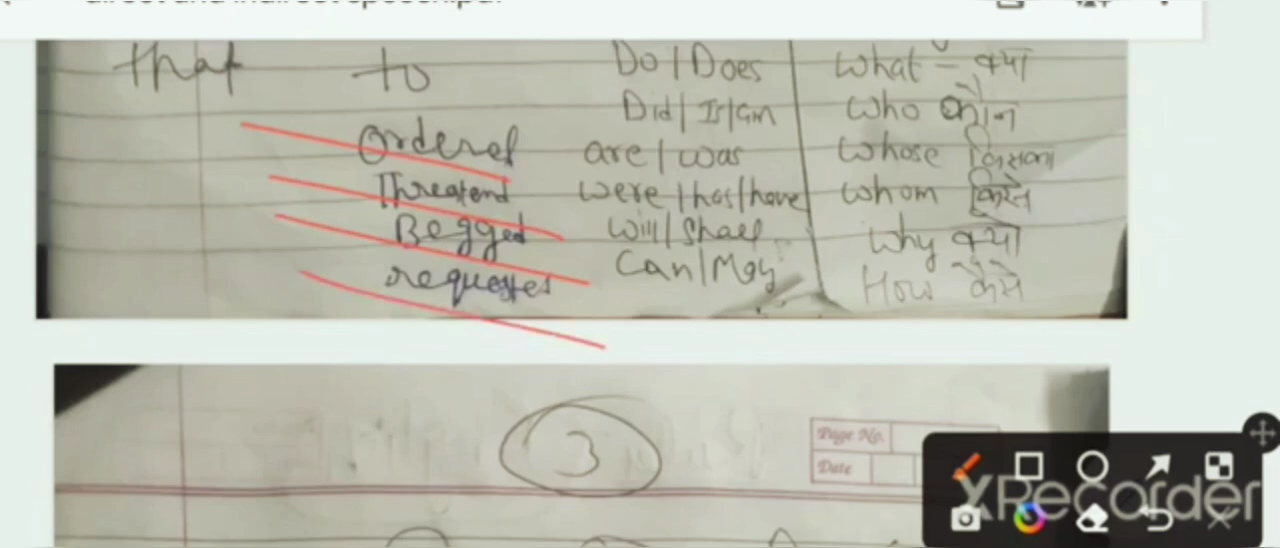 that to Do/Does what - क्या
Did/Is/am who कौन
ordered are/was whose किसका
Threatend were/has/have whom किसे
Begged will/shall why क्यों
requestes Can/May How कैसे
3
Page No.
Date
XRecorder